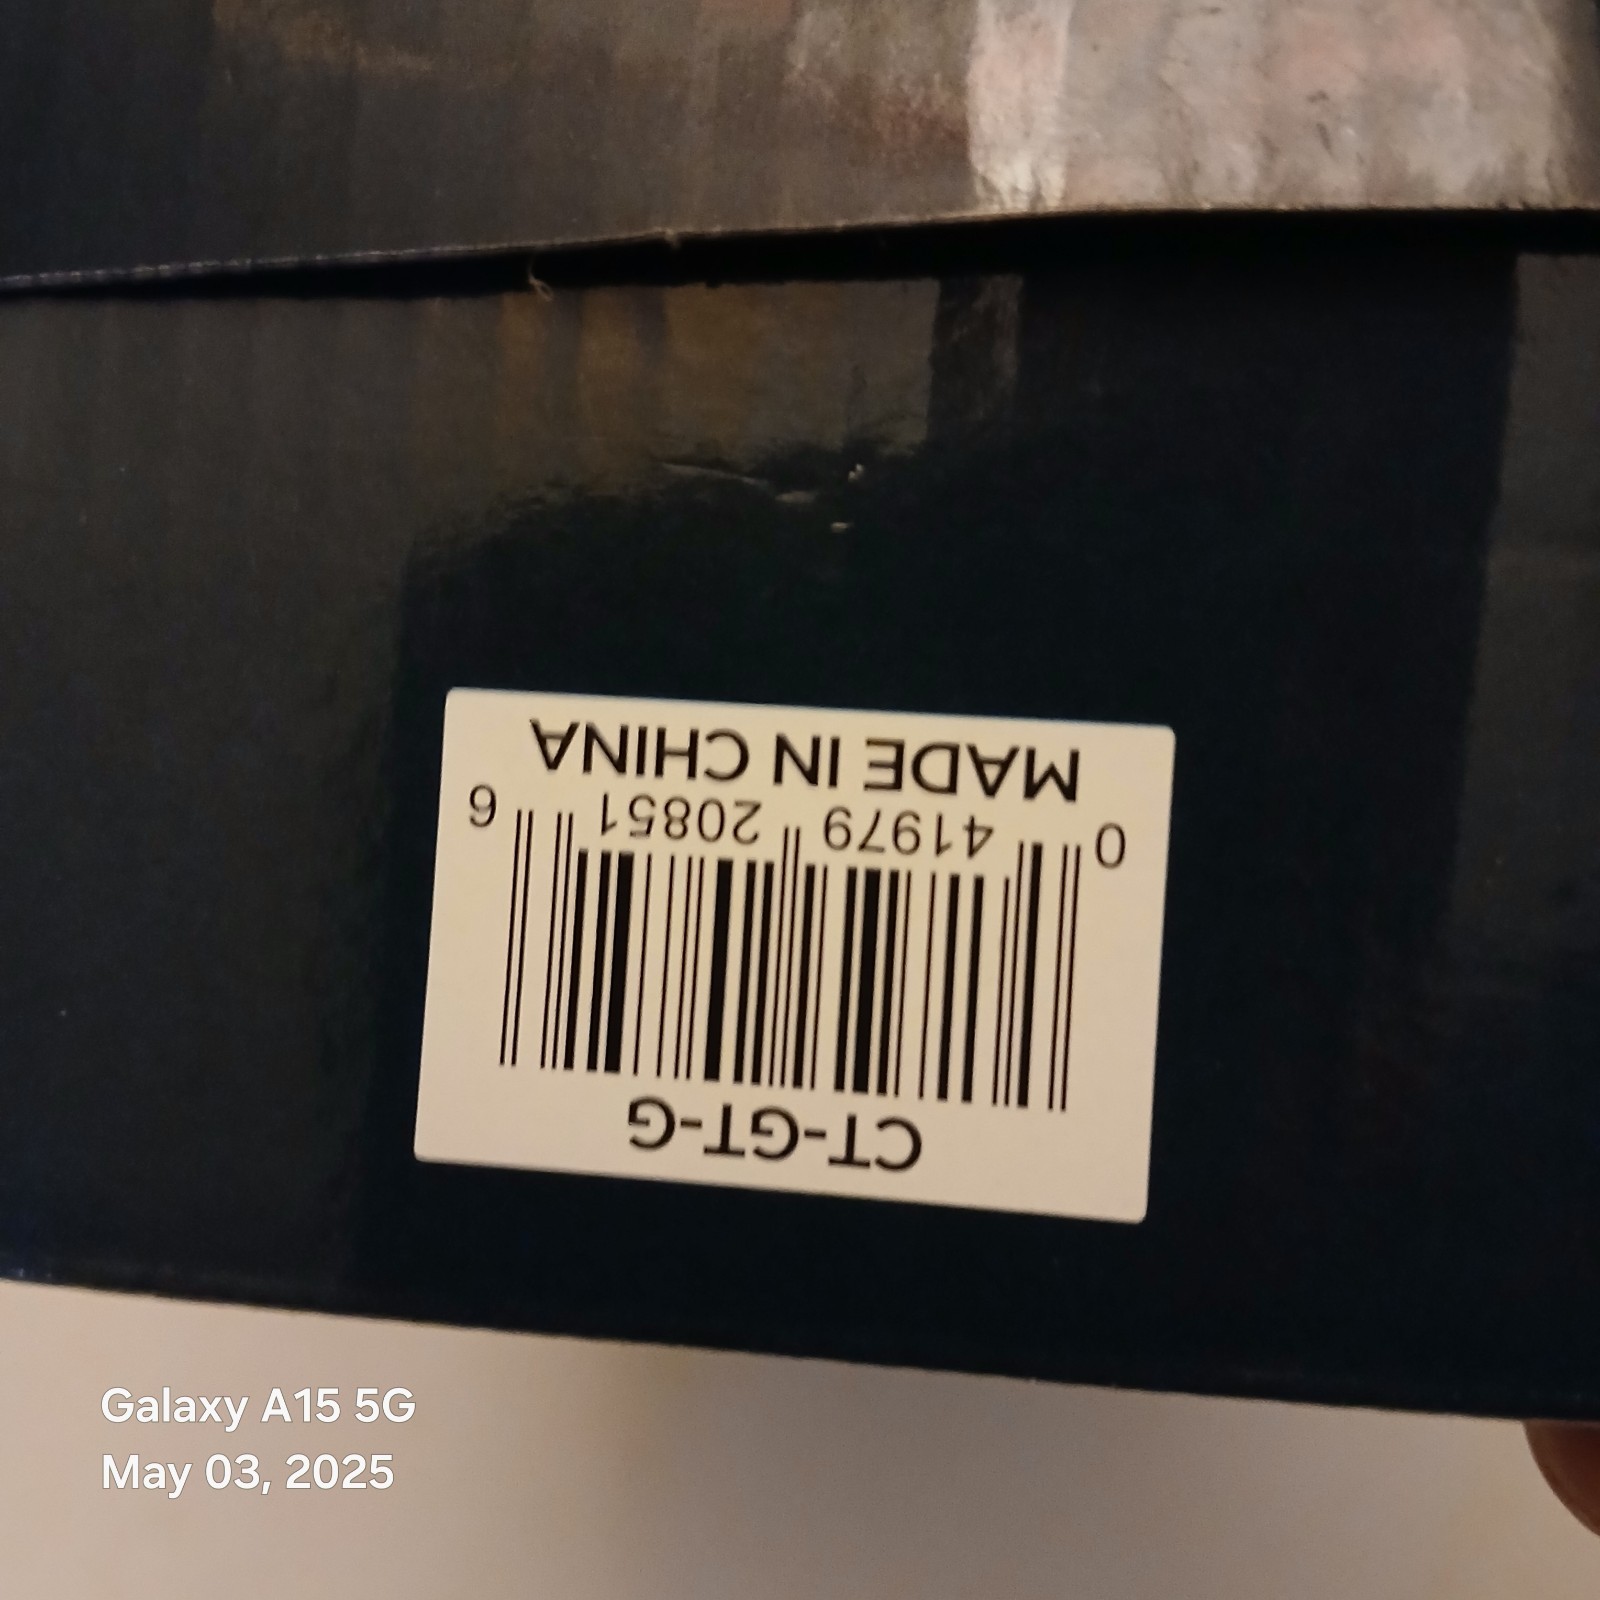 CT-GT-G
0 41979 20851 6
MADE IN CHINA
Galaxy A15 5G
May 03, 2025